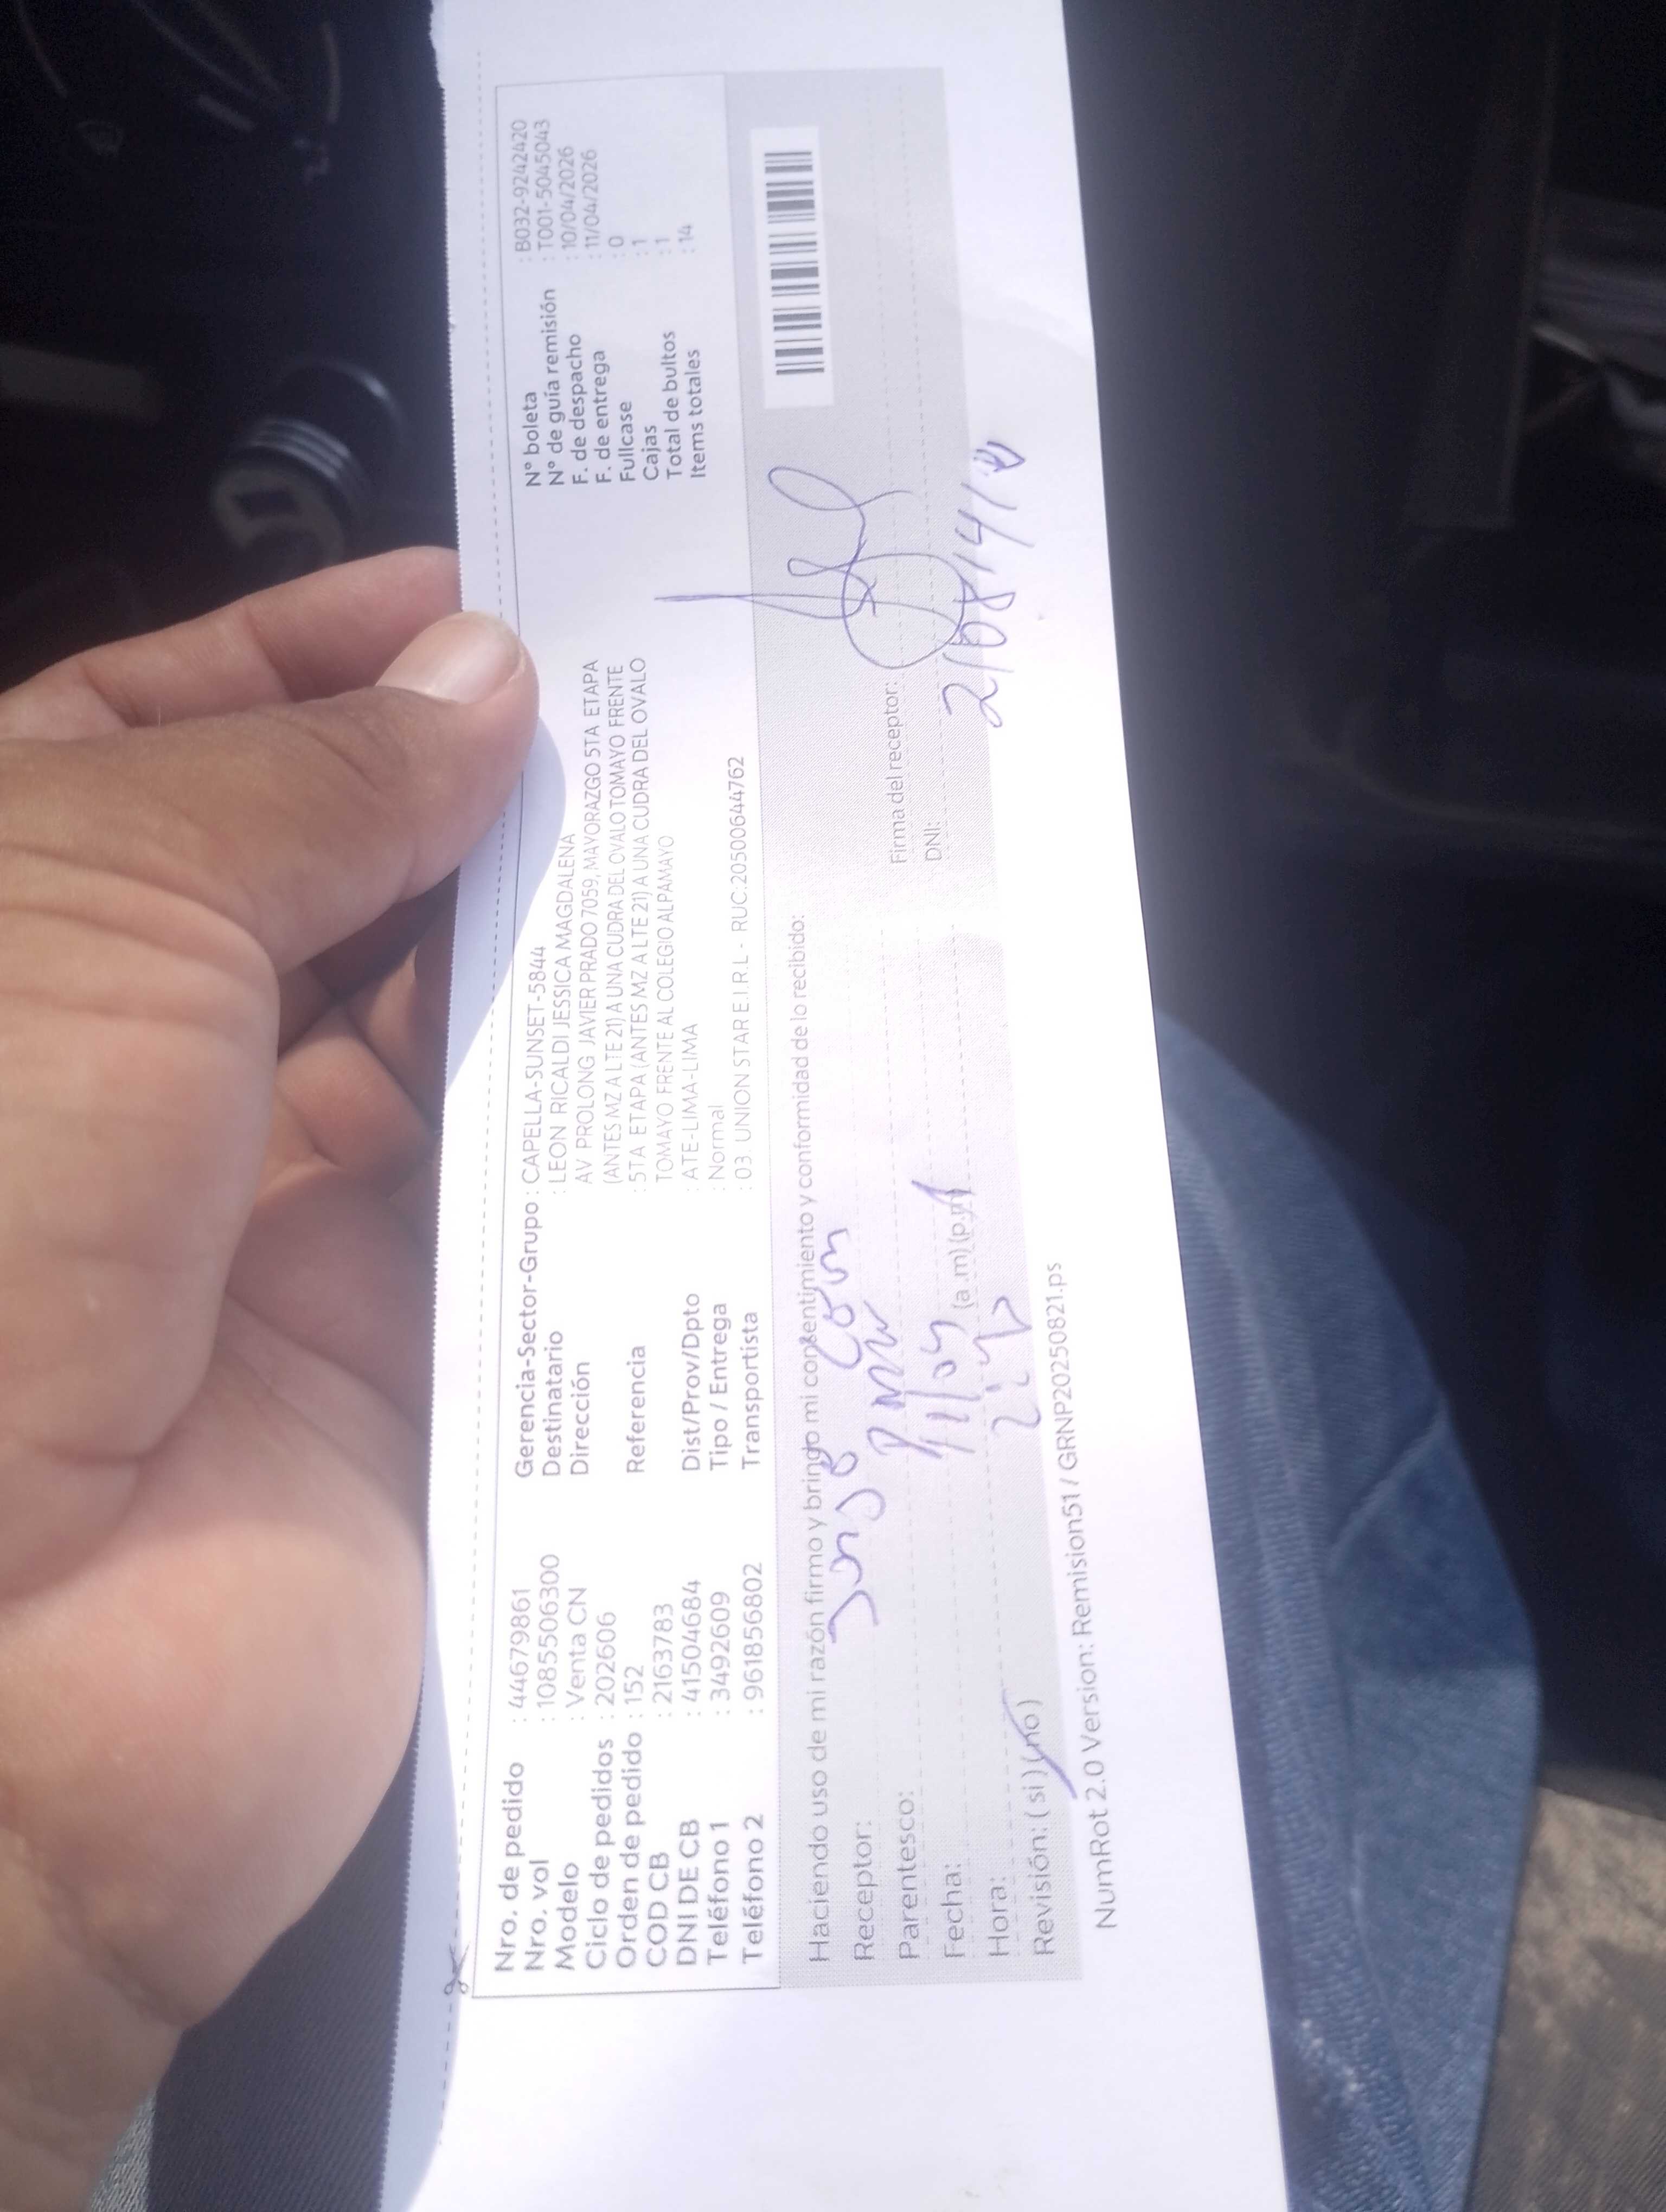 Nro. de pedido : 44679861
Nro. vol : 1085506300
Modelo : Venta CN
Ciclo de pedidos : 202606
Orden de pedido : 152
COD CB : 2163783
DNI DE CB : 41504684
Teléfono 1 : 3492609
Teléfono 2 : 961856802
Gerencia-Sector-Grupo : CAPELLA-SUNSET-5844
Destinatario : LEON RICALDI JESSICA MAGDALENA
Dirección AV PROLONG JAVIER PRADO 7059, MAYORAZGO 5TA ETAPA
(ANTES MZ A LTE 21) A UNA CUDRA DEL OVALO TOMAYO FRENTE
Referencia : 5TA ETAPA (ANTES MZ A LTE 21) A UNA CUDRA DEL OVALO
TOMAYO FRENTE AL COLEGIO ALPAMAYO
Dist/Prov/Dpto : ATE-LIMA-LIMA
Tipo / Entrega : Normal
Transportista : 03 UNION STAR E.I.R.L - RUC.20500644762
N° boleta : B032-9242420
N° de guía remisión : T001-5045043
F. de despacho : 10/04/2026
F. de entrega : 11/04/2026
Fullcase : 0
Cajas : 1
Total de bultos : 1
Items totales : 14
Haciendo uso de mi razón firmo y bringo mi consentimiento y conformidad de lo recibido:
Receptor:
Parentesco:
Fecha: 11/04
Hora: (a.m) (p.m)
Revisión: ( si ) ( no )
Firma del receptor:
DNI:
NumRot 2.0 Version: Remision51 / GRNP20250821.ps